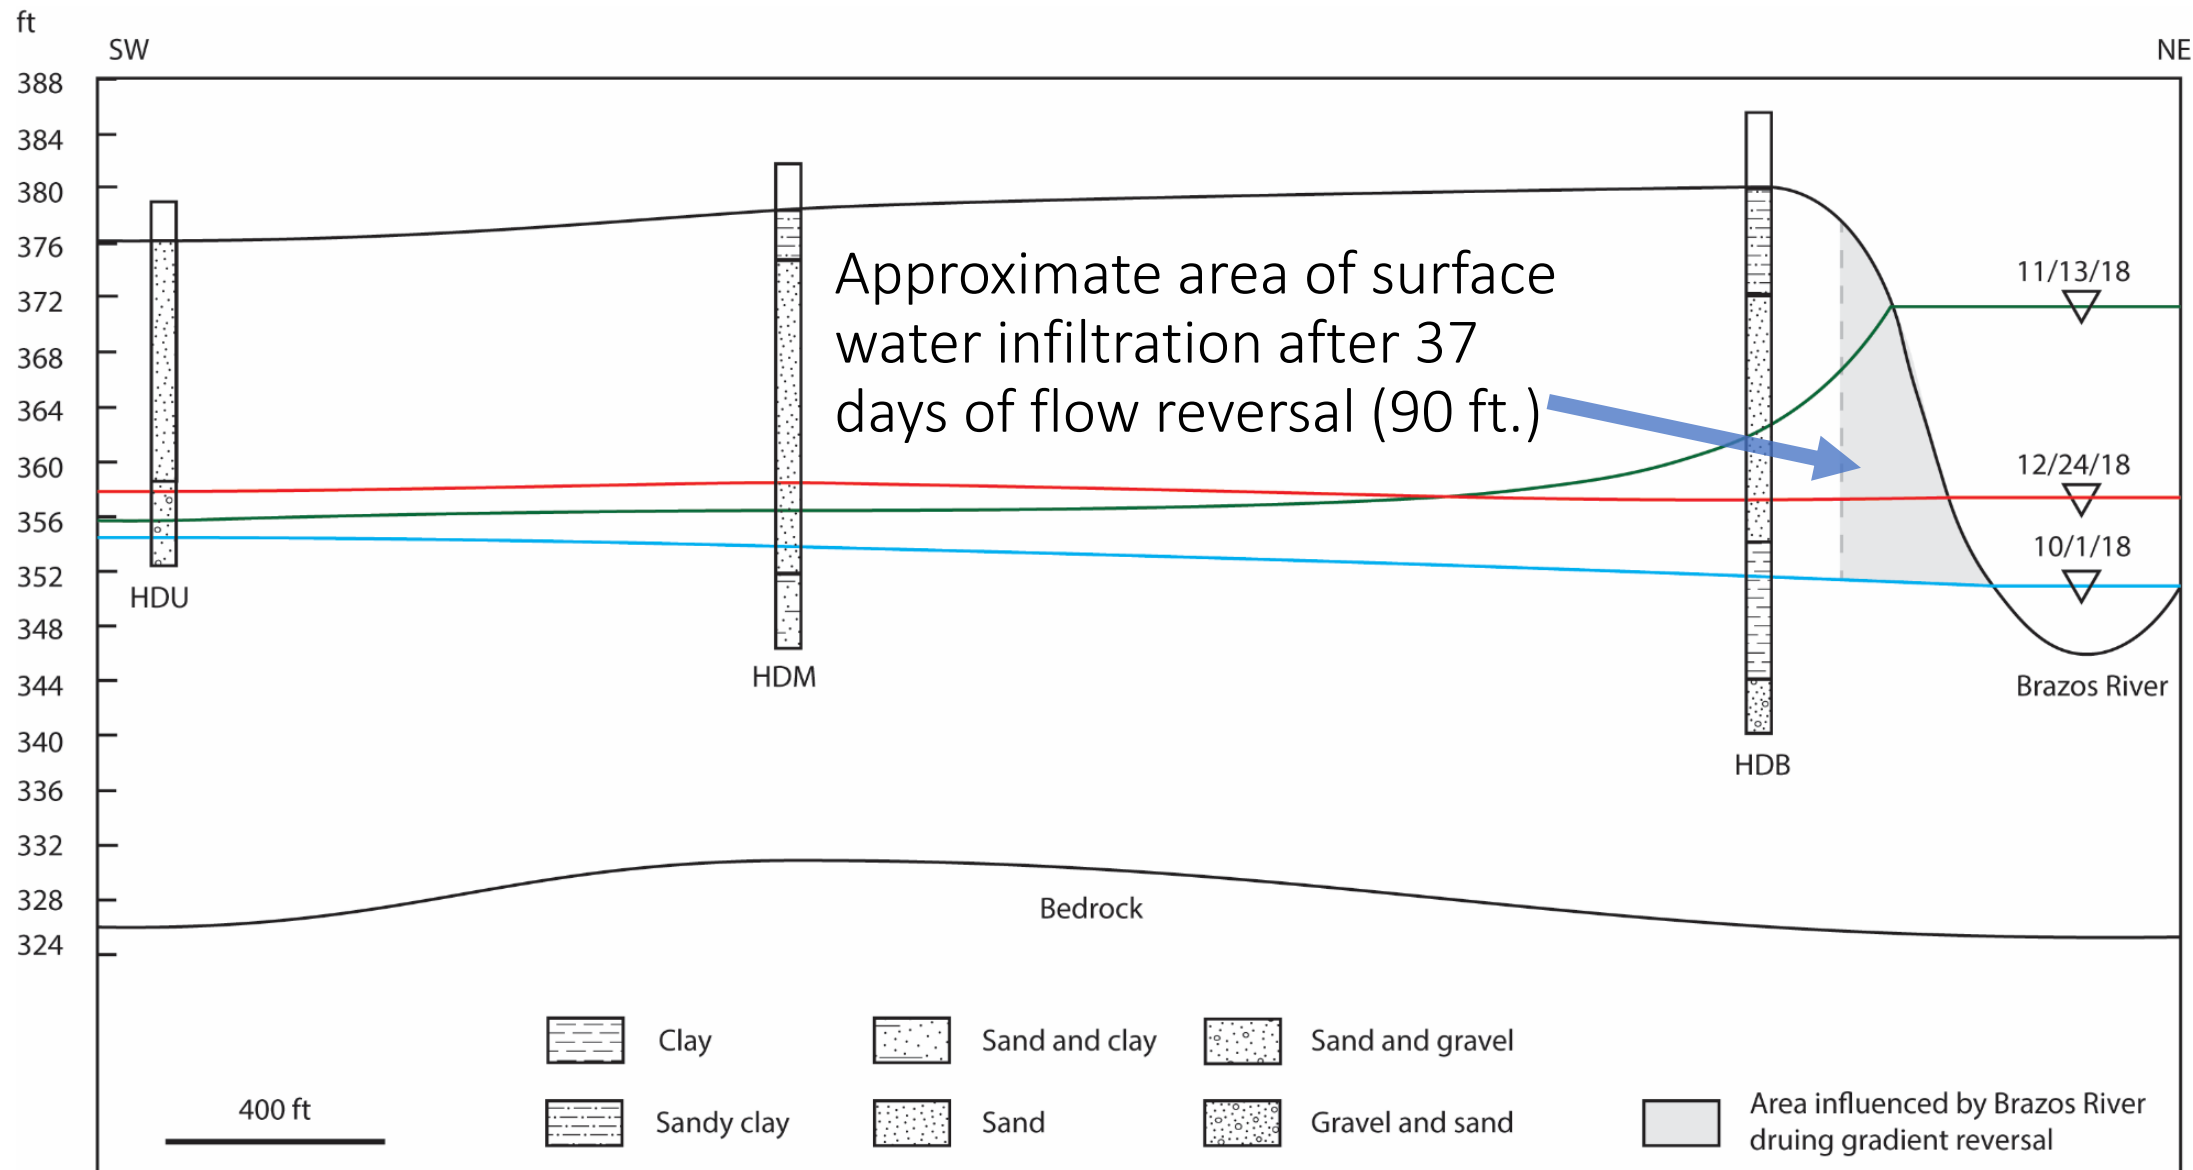 ft
SW
NE
388
384
380
376
372
368
364
360
356
352
348
344
340
336
332
328
324
Approximate area of surface
water infiltration after 37
days of flow reversal (90 ft.)
11/13/18
12/24/18
10/1/18
HDU
HDM
HDB
Brazos River
Bedrock
400 ft
Clay
Sand and clay
Sand and gravel
Sandy clay
Sand
Gravel and sand
Area influenced by Brazos River
druing gradient reversal